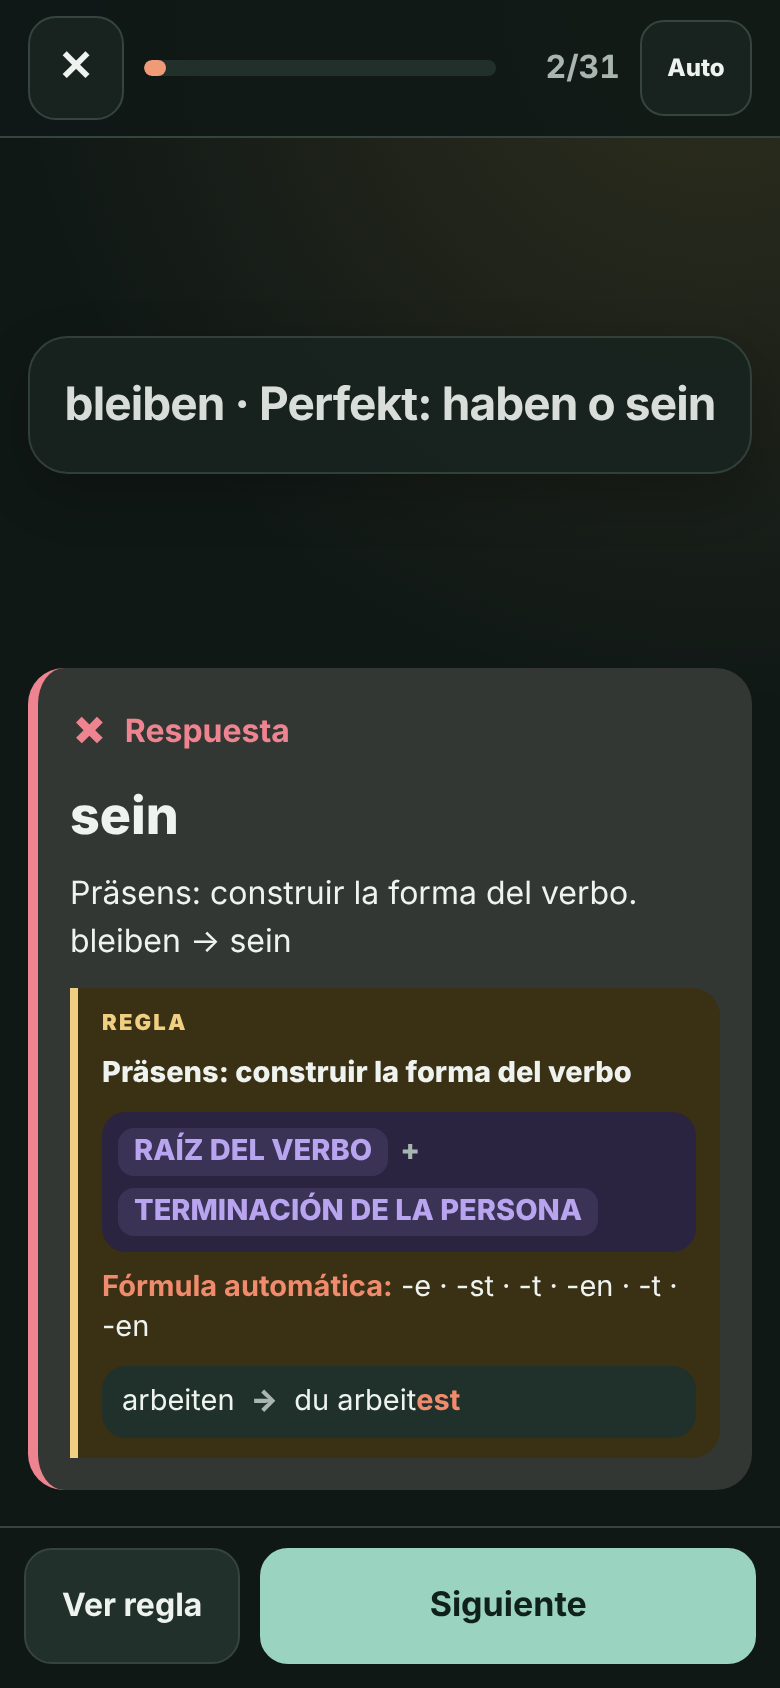 ✕ 2/31 Auto
bleiben · Perfekt: haben o sein
✖ Respuesta
sein
Präsens: construir la forma del verbo.
bleiben → sein
REGLA
Präsens: construir la forma del verbo
RAÍZ DEL VERBO +
TERMINACIÓN DE LA PERSONA
Fórmula automática: -e · -st · -t · -en · -t ·
-en
arbeiten → du arbeitest
Ver regla Siguiente